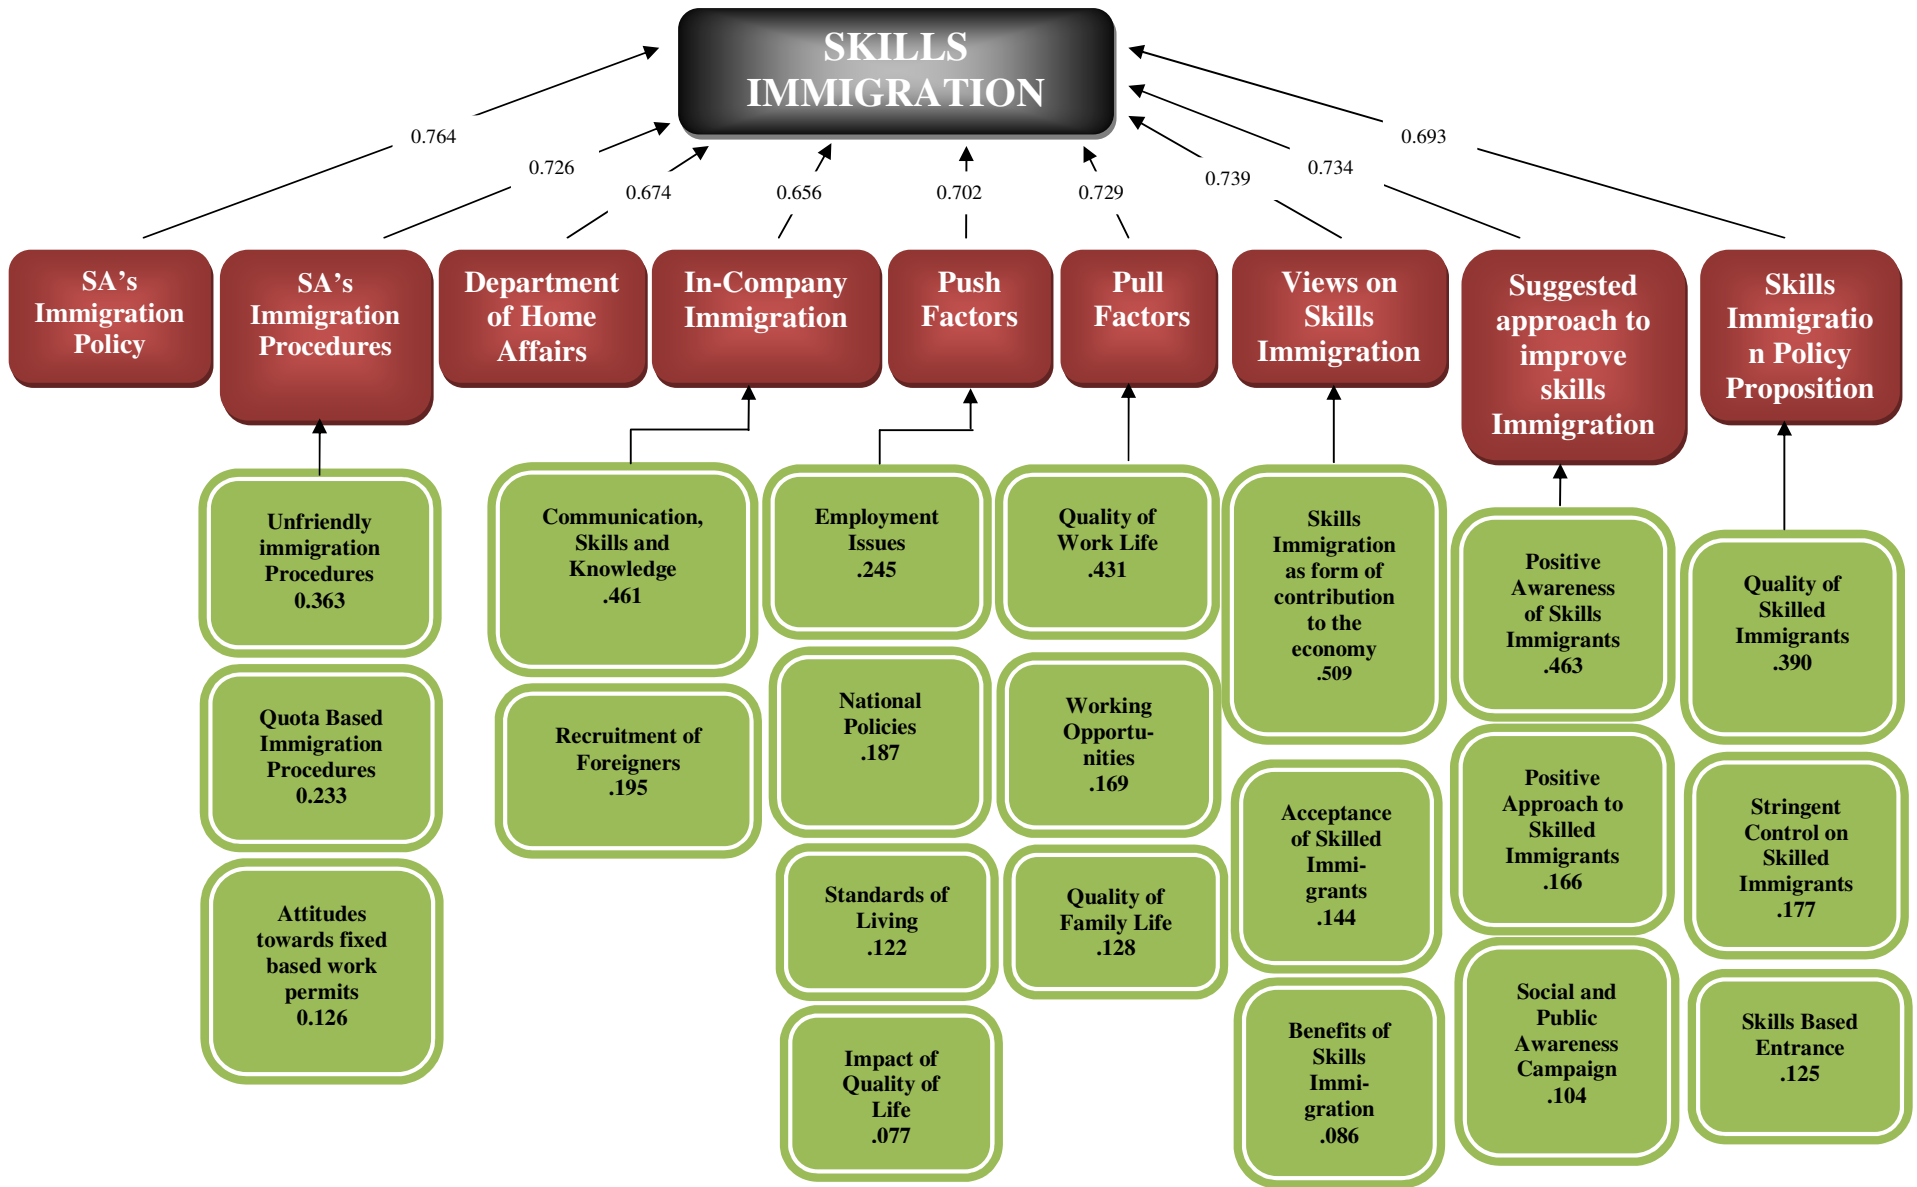 SKILLS
IMMIGRATION
0.764
0.726
0.674
0.656
0.702
0.729
0.739
0.734
0.693
SA's
Immigration
Policy
SA's
Immigration
Procedures
Department
of Home
Affairs
In-Company
Immigration
Push
Factors
Pull
Factors
Views on
Skills
Immigration
Suggested
approach to
improve
skills
Immigration
Skills
Immigratio
n Policy
Proposition
Unfriendly
immigration
Procedures
0.363
Quota Based
Immigration
Procedures
0.233
Attitudes
towards fixed
based work
permits
0.126
Communication,
Skills and
Knowledge
.461
Recruitment of
Foreigners
.195
Employment
Issues
.245
National
Policies
.187
Standards of
Living
.122
Impact of
Quality of
Life
.077
Quality of
Work Life
.431
Working
Opportu-
nities
.169
Quality of
Family Life
.128
Skills
Immigration
as form of
contribution
to the
economy
.509
Acceptance
of Skilled
Immi-
grants
.144
Benefits of
Skills
Immi-
gration
.086
Positive
Awareness
of Skills
Immigrants
.463
Positive
Approach to
Skilled
Immigrants
.166
Social and
Public
Awareness
Campaign
.104
Quality of
Skilled
Immigrants
.390
Stringent
Control on
Skilled
Immigrants
.177
Skills Based
Entrance
.125